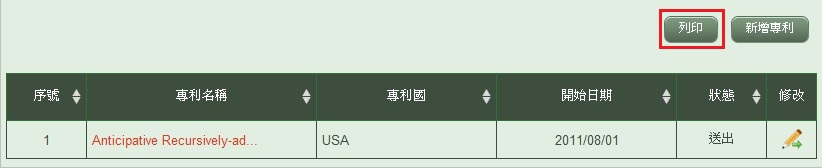 列印 新增專利
序號 專利名稱 專利國 開始日期 狀態 修改
1 Anticipative Recursively-ad... USA 2011/08/01 送出